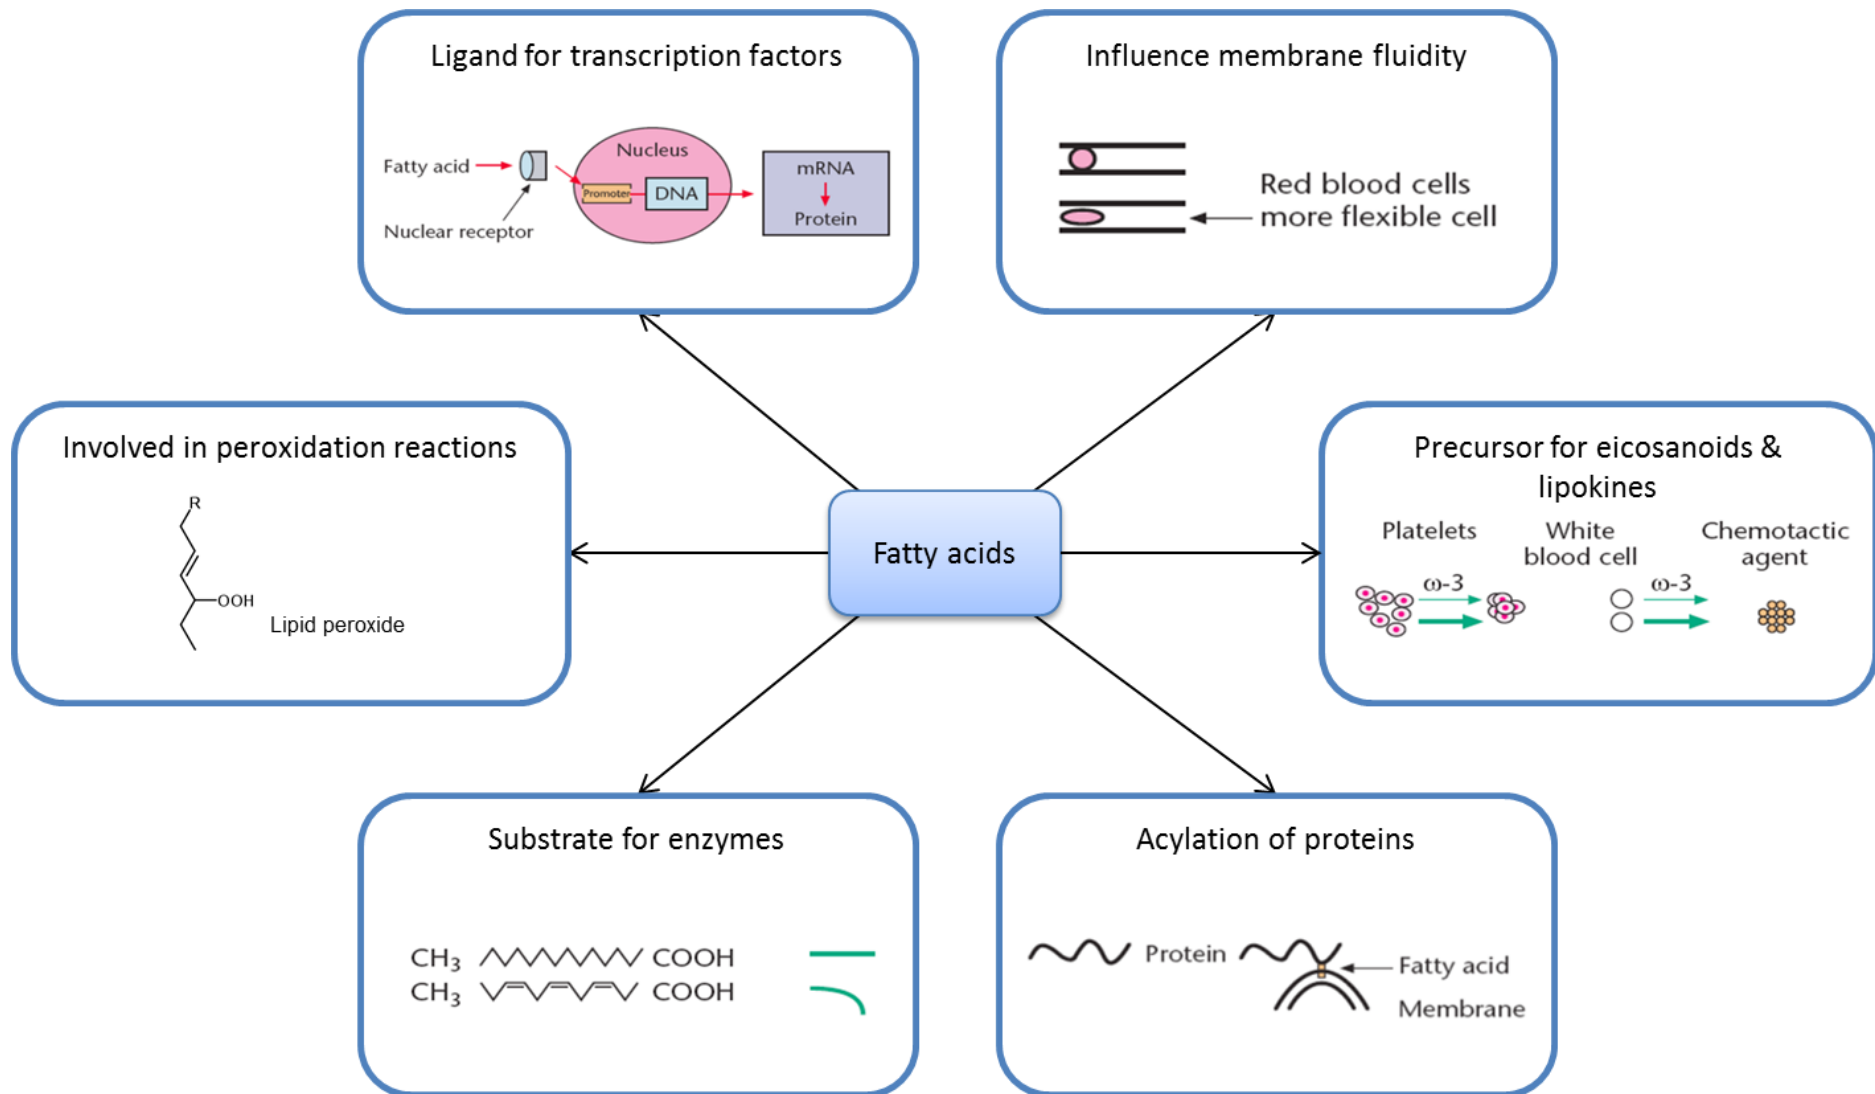 Ligand for transcription factors
Fatty acid
Nuclear receptor
Nucleus
Promoter
DNA
mRNA
Protein
Influence membrane fluidity
Red blood cells
more flexible cell
Involved in peroxidation reactions
R
OOH
Lipid peroxide
Fatty acids
Precursor for eicosanoids &
lipokines
Platelets
White
blood cell
Chemotactic
agent
ω-3
ω-3
Substrate for enzymes
CH₃ COOH
CH₃ COOH
Acylation of proteins
Protein
Fatty acid
Membrane